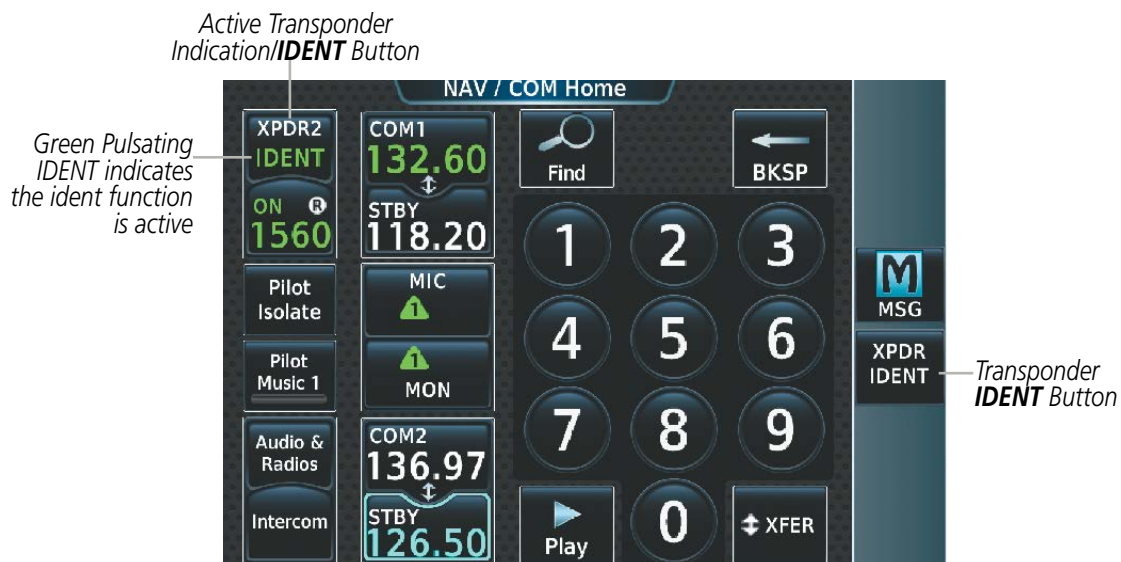 Active Transponder
Indication/IDENT Button
Green Pulsating
IDENT indicates
the ident function
is active
NAV / COM Home
XPDR2
IDENT
ON R
1560
COM1
132.60
STBY
118.20
Find
BKSP
Pilot
Isolate
MIC
1
Pilot
Music 1
1
MON
Audio &
Radios
Intercom
COM2
136.97
STBY
126.50
1 2 3
4 5 6
7 8 9
Play
0
XFER
M
MSG
XPDR
IDENT
Transponder
IDENT Button